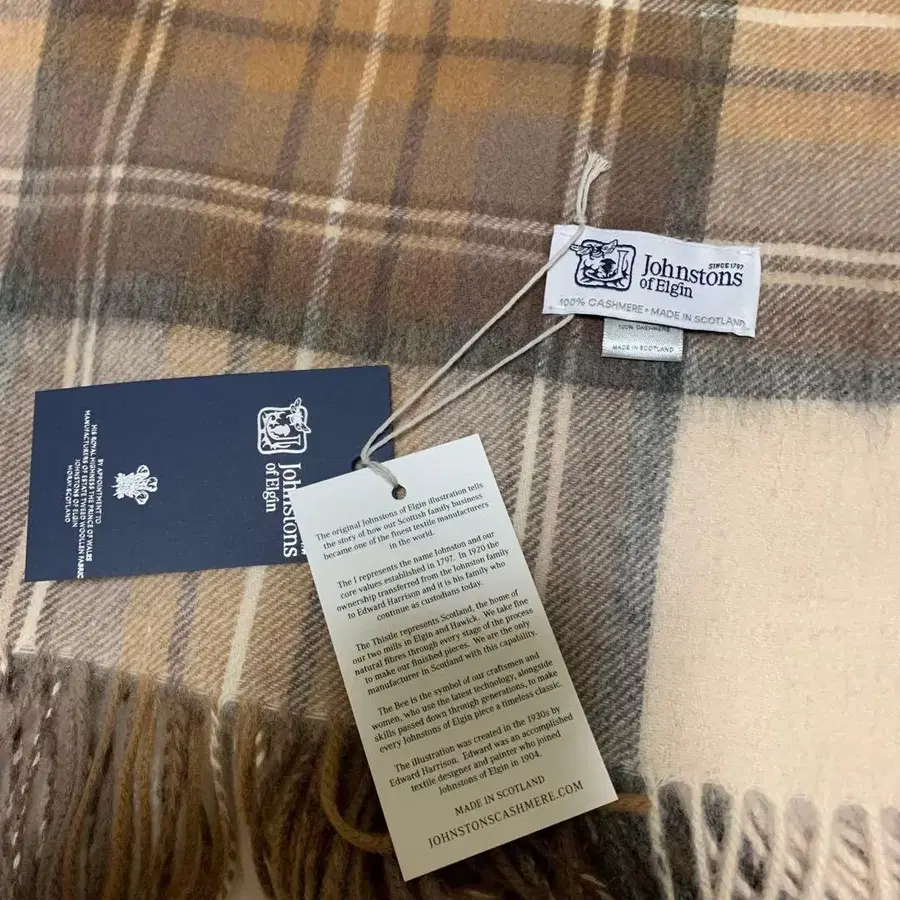 Johnstons
of Elgin
SINCE 1797
100% CASHMERE • MADE IN SCOTLAND
100% CASHMERE
MADE IN SCOTLAND
Johnstons
of Elgin
BY APPOINTMENT TO
HIS ROYAL HIGHNESS THE PRINCE OF WALES
MANUFACTURERS OF ESTATE TWEED WOOLLEN FABRIC
JOHNSTONS OF ELGIN
MORAY, SCOTLAND
The original Johnstons of Elgin illustration tells
the story of how our Scottish family business
became one of the finest textile manufacturers
in the world.
The J represents the name Johnston and our
core values established in 1797. In 1920 the
ownership transferred from the Johnston family
to Edward Harrison and it is his family who
continue as custodians today.
The Thistle represents Scotland, the home of
our two mills in Elgin and Hawick. We take fine
natural fibres through every stage of the process
to make our finished pieces. We are the only
manufacturer in Scotland with this capability.
The Bee is the symbol of our craftsmen and
women, who use the latest technology, alongside
skills passed down through generations, to make
every Johnstons of Elgin piece a timeless classic.
The illustration was created in the 1930s by
Edward Harrison. Edward was an accomplished
textile designer and painter who joined
Johnstons of Elgin in 1904.
MADE IN SCOTLAND
JOHNSTONSCASHMERE.COM